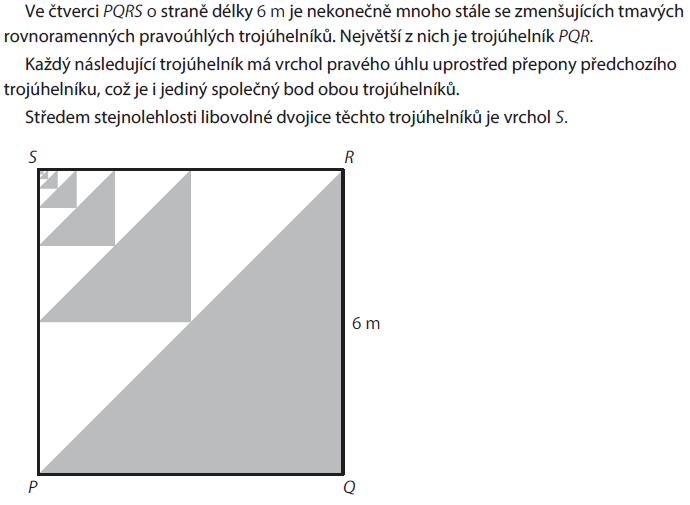 Ve čtverci PQRS o straně délky 6 m je nekonečně mnoho stále se zmenšujících tmavých
rovnoramenných pravoúhlých trojúhelníků. Největší z nich je trojúhelník PQR.
Každý následující trojúhelník má vrchol pravého úhlu uprostřed přepony předchozího
trojúhelníku, což je i jediný společný bod obou trojúhelníků.
Středem stejnolehlosti libovolné dvojice těchto trojúhelníků je vrchol S.
S R
6 m
P Q